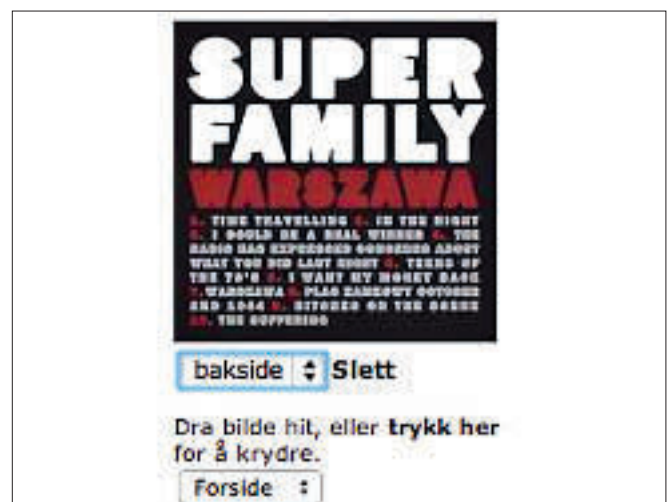 SUPER
FAMILY
WARSZAWA
1. TIME TRAVELLING 2. IN THE NIGHT
3. I COULD BE A REAL WINNER 4. THE
RADIO HAS EXPRESSED CONCERNS ABOUT
WHAT YOU DID LAST NIGHT 5. TEENS OF
THE 70'S 6. I WANT MY MONEY BACK
7. WARSZAWA 8. PLAC ZAMKOWY OCTOBER
2ND 1984 9. BITCHES ON THE SCENE
10. THE SUFFERING
bakside Slett
Dra bilde hit, eller trykk her
for å krydre.
Forside